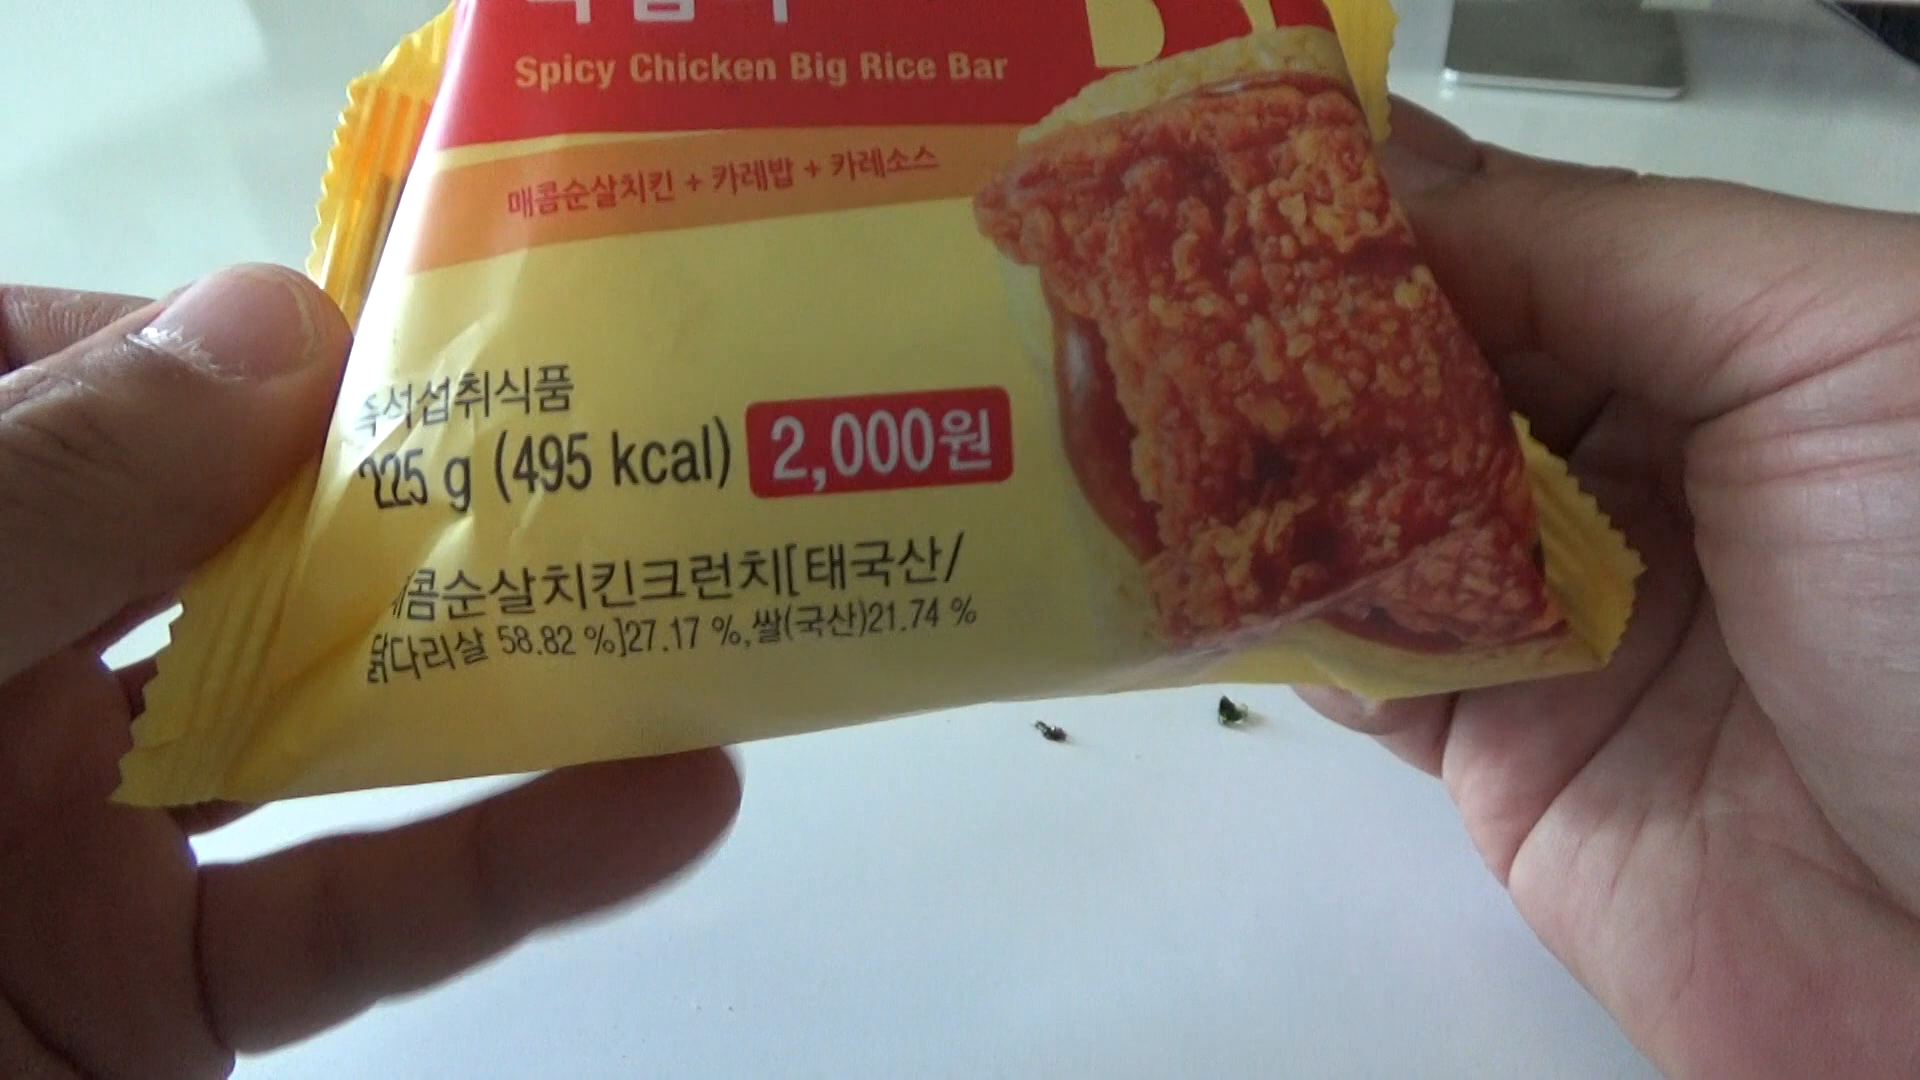 Spicy Chicken Big Rice Bar
매콤순살치킨 + 카레밥 + 카레소스
즉석섭취식품
225 g (495 kcal) 2,000원
매콤순살치킨크런치[태국산/
닭다리살 58.82 %]27.17 %,쌀(국산)21.74 %